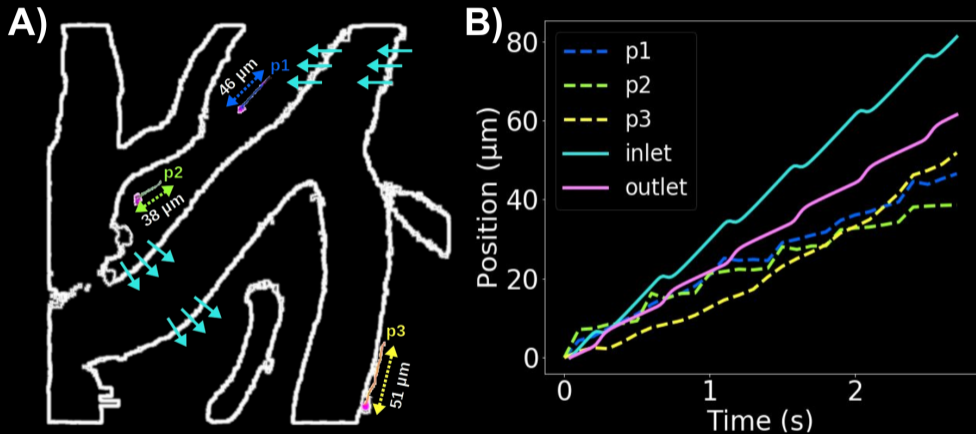 A)
46 μm
p1
p2
38 μm
p3
51 μm
B)
Position (μm)
80
60
40
20
0
p1
p2
p3
inlet
outlet
0
1
2
Time (s)